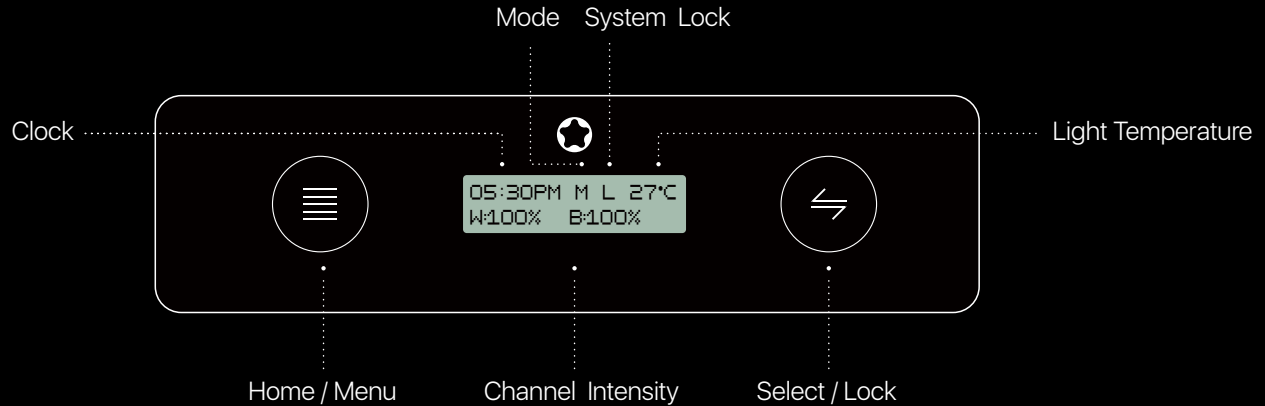 Mode System Lock
Clock
Light Temperature
05:30PM M L 27°C
W:100% B:100%
Home / Menu Channel Intensity Select / Lock